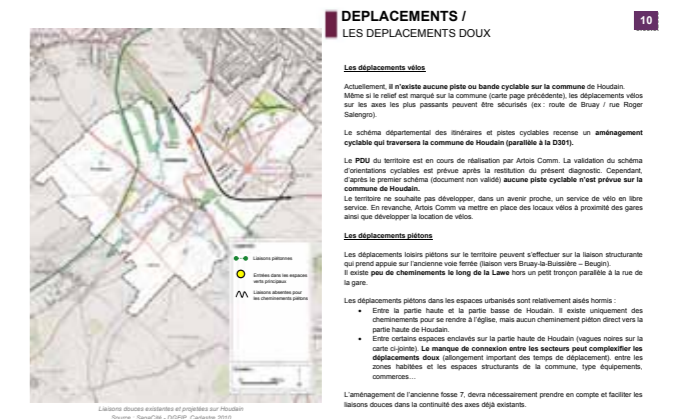 DEPLACEMENTS /
LES DEPLACEMENTS DOUX
10
Les déplacements vélos
Actuellement, il n'existe aucune piste ou bande cyclable sur la commune de Houdain.
Même si le relief est marqué sur la commune (carte page précédente), les déplacements vélos
sur les axes les plus passants peuvent être sécurisés (ex : route de Bruay / rue Roger
Salengro).
Le schéma départemental des itinéraires et pistes cyclables recense un aménagement
cyclable qui traversera la commune de Houdain (parallèle à la D301).
Le PDU du territoire est en cours de réalisation par Artois Comm. La validation du schéma
d'orientations cyclables est prévue après la restitution du présent diagnostic. Cependant,
d'après le premier schéma (document non validé) aucune piste cyclable n'est prévue sur la
commune de Houdain.
Le territoire ne souhaite pas développer, dans un avenir proche, un service de vélo en libre
service. En revanche, Artois Comm va mettre en place des locaux vélos à proximité des gares
ainsi que développer la location de vélos.
Les déplacements piétons
Les déplacements loisirs piétons sur le territoire peuvent s'effectuer sur la liaison structurante
qui prend appuie sur l'ancienne voie ferrée (liaison vers Bruay-la-Buissière – Beugin).
Il existe peu de cheminements le long de la Lawe hors un petit tronçon parallèle à la rue de
la gare.
Les déplacements piétons dans les espaces urbanisés sont relativement aisés hormis :
• Entre la partie haute et la partie basse de Houdain. Il existe uniquement des
cheminements pour se rendre à l'église, mais aucun cheminement piéton direct vers la
partie haute de Houdain.
• Entre certains espaces enclavés sur la partie haute de Houdain (vagues noires sur la
carte ci-jointe). Le manque de connexion entre les secteurs peut complexifier les
déplacements doux (allongement important des temps de déplacement). entre les
zones habitées et les espaces structurants de la commune, type équipements,
commerces…
L'aménagement de l'ancienne fosse 7, devra nécessairement prendre en compte et faciliter les
liaisons douces dans la continuité des axes déjà existants.
Liaisons piétonnes
Entrées dans les espaces
verts principaux
Liaisons absentes pour
les cheminements piétons
Liaisons douces existantes et projetées sur Houdain